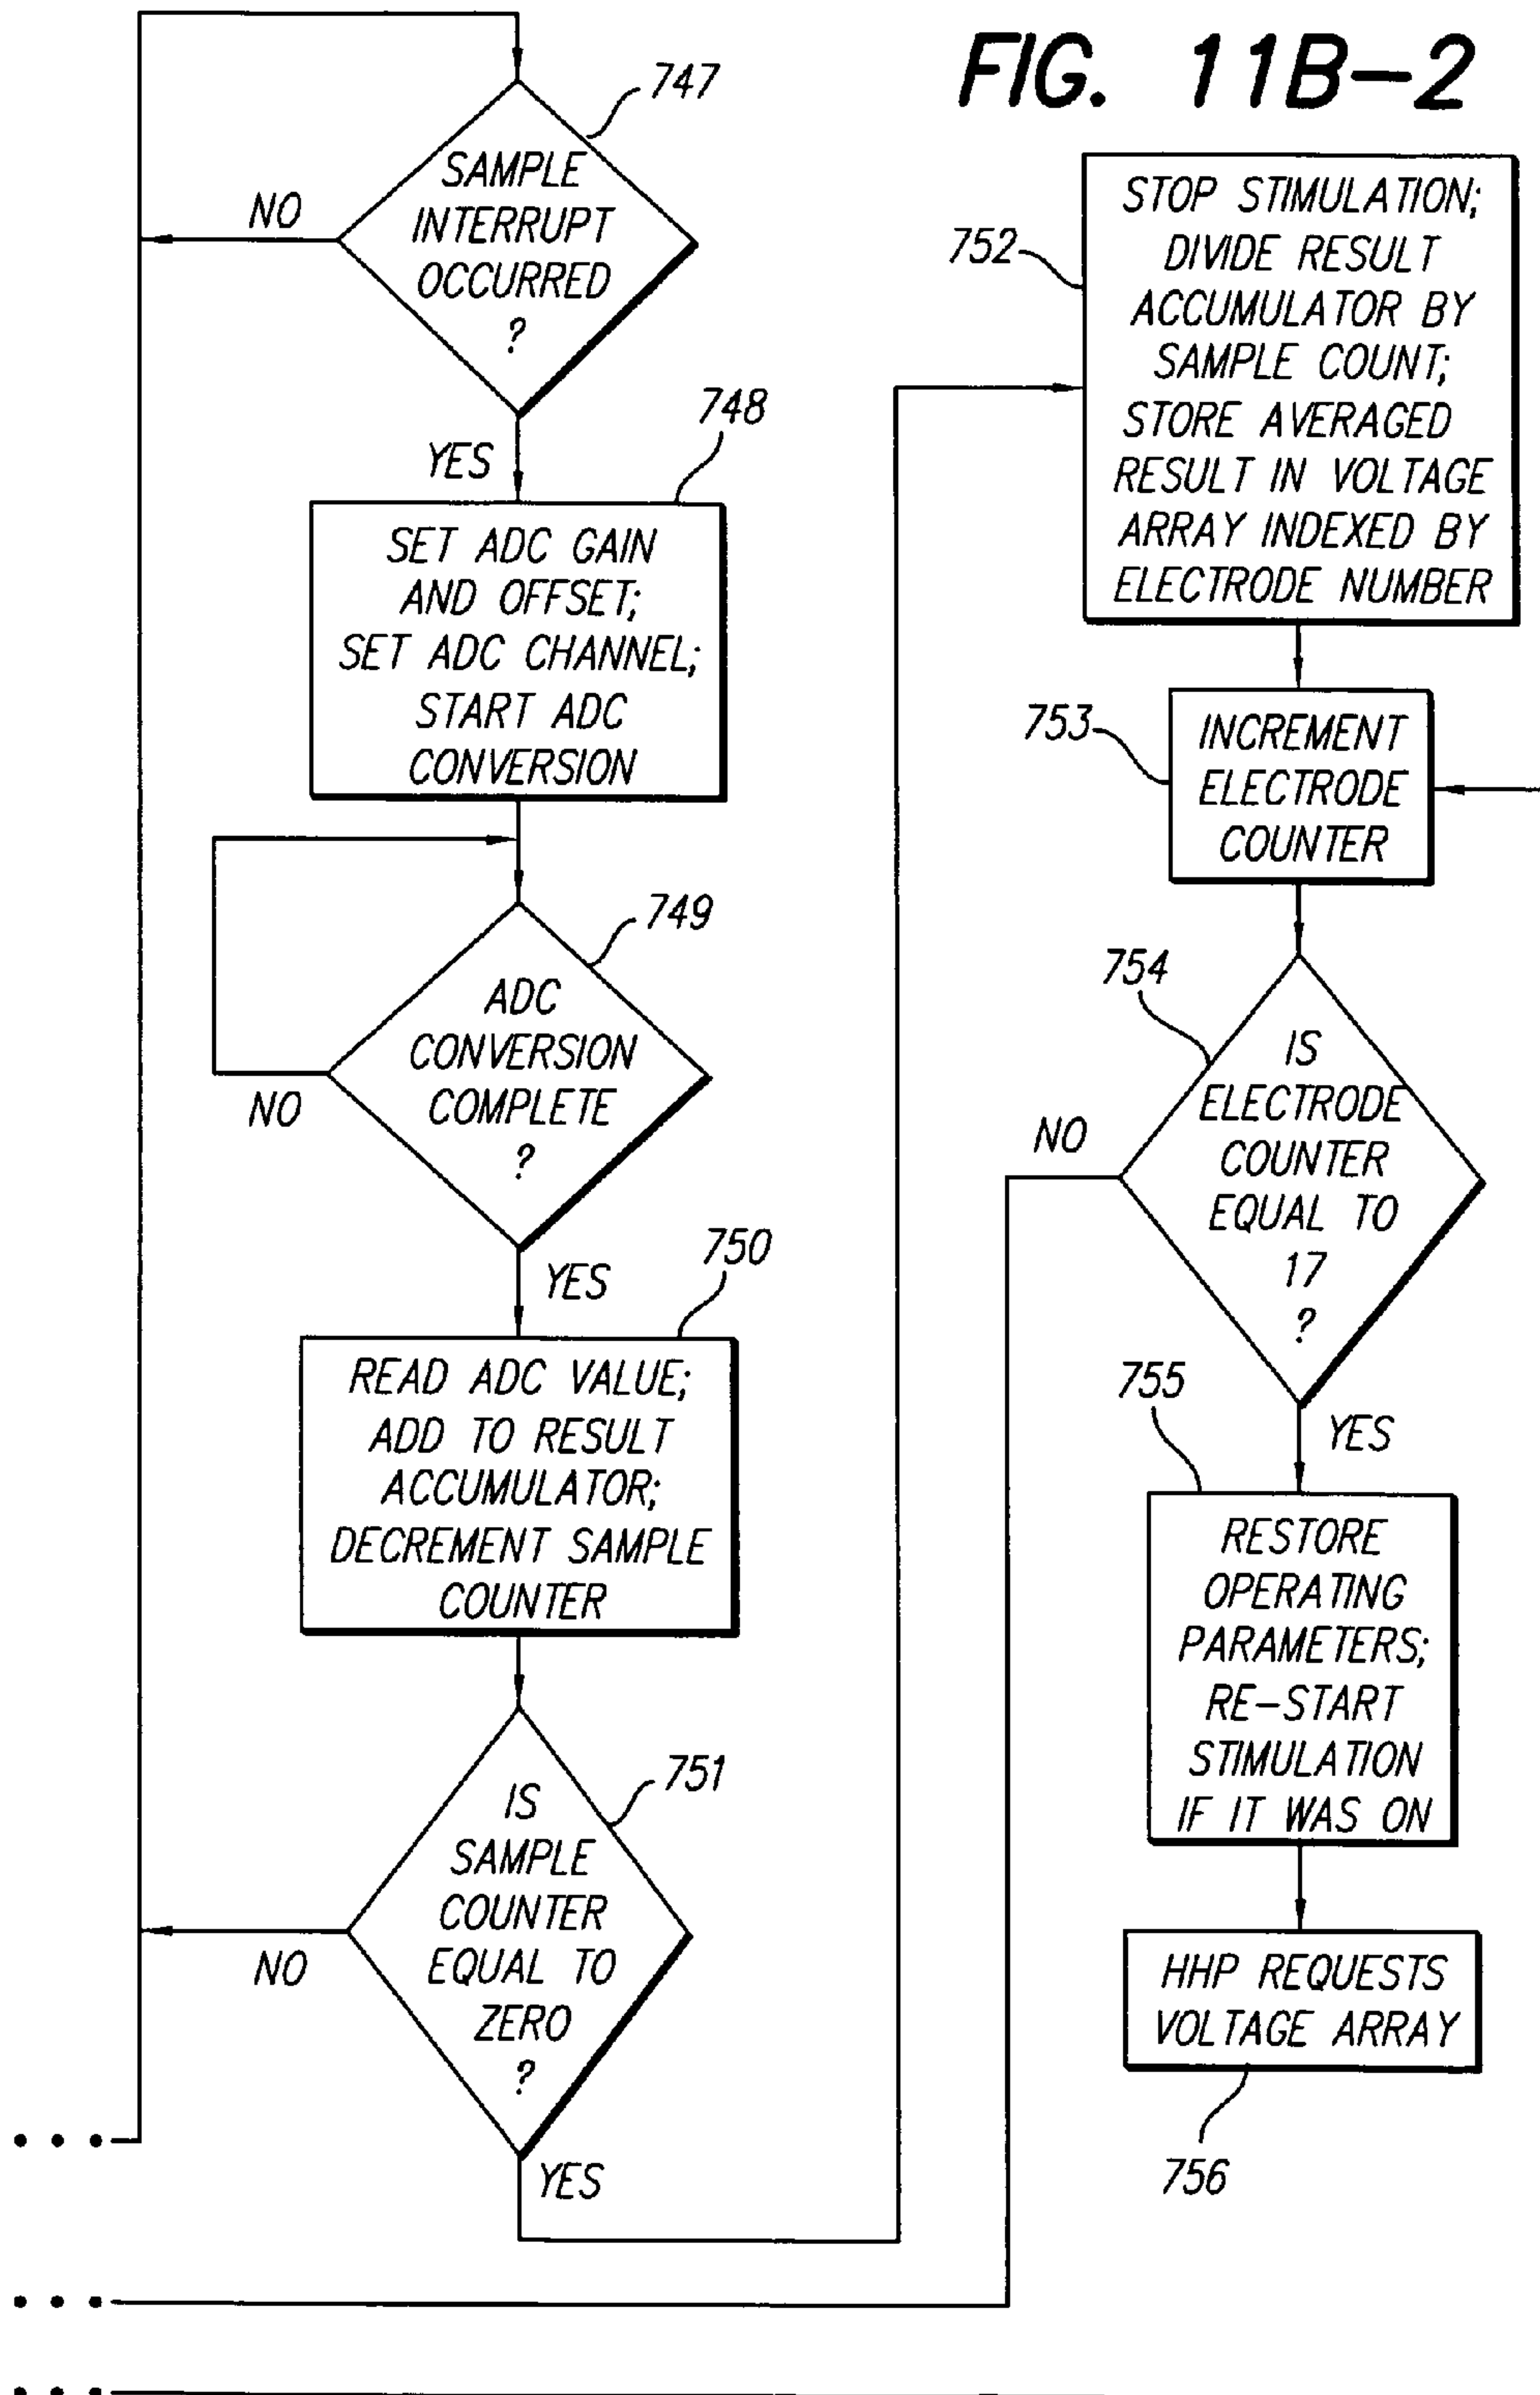 FIG. 11B-2
747
SAMPLE
INTERRUPT
OCCURRED
?
NO
YES
748
SET ADC GAIN
AND OFFSET;
SET ADC CHANNEL;
START ADC
CONVERSION
749
ADC
CONVERSION
COMPLETE
?
NO
YES
750
READ ADC VALUE;
ADD TO RESULT
ACCUMULATOR;
DECREMENT SAMPLE
COUNTER
751
IS
SAMPLE
COUNTER
EQUAL TO
ZERO
?
NO
YES
752
STOP STIMULATION;
DIVIDE RESULT
ACCUMULATOR BY
SAMPLE COUNT;
STORE AVERAGED
RESULT IN VOLTAGE
ARRAY INDEXED BY
ELECTRODE NUMBER
753
INCREMENT
ELECTRODE
COUNTER
754
IS
ELECTRODE
COUNTER
EQUAL TO
17
?
NO
YES
755
RESTORE
OPERATING
PARAMETERS;
RE-START
STIMULATION
IF IT WAS ON
HHP REQUESTS
VOLTAGE ARRAY
756